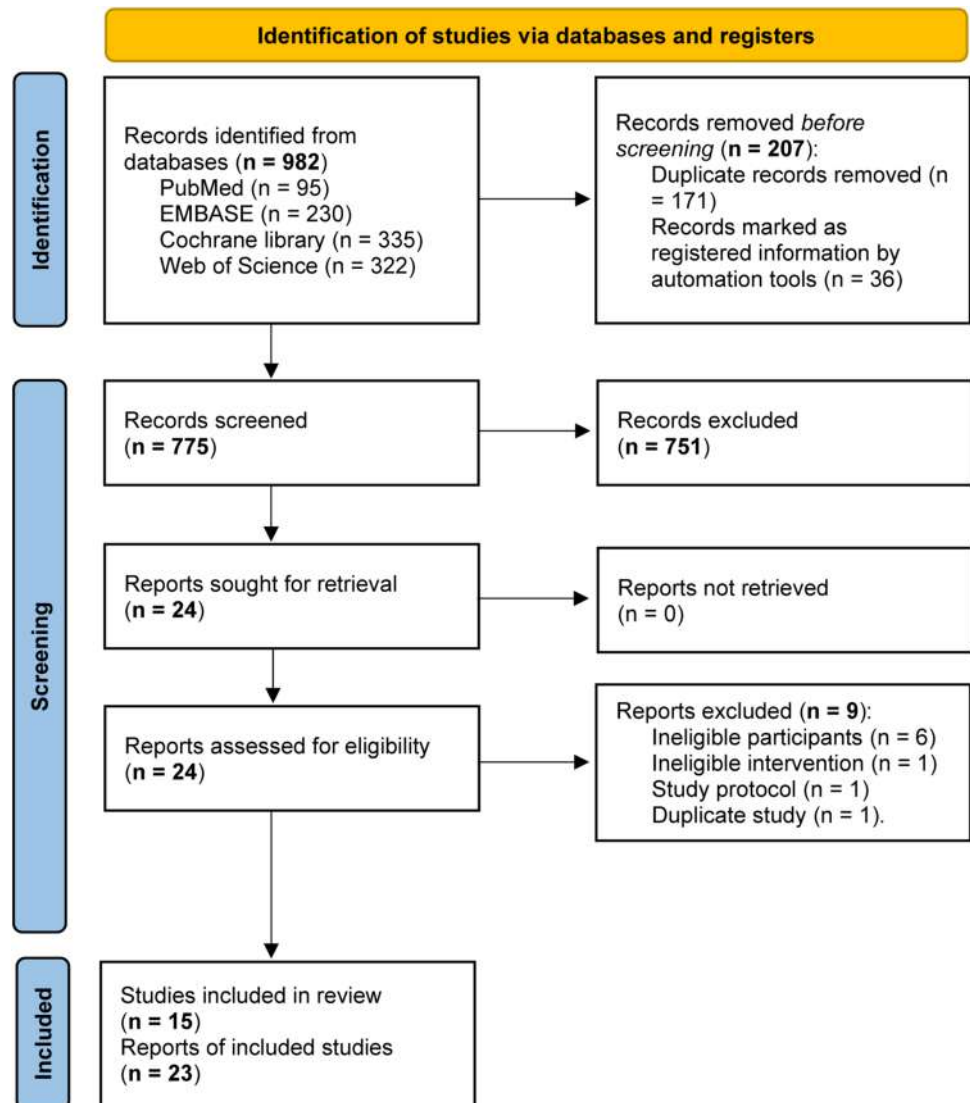 Identification of studies via databases and registers
Identification
Records identified from
databases (n = 982)
PubMed (n = 95)
EMBASE (n = 230)
Cochrane library (n = 335)
Web of Science (n = 322)
Records removed before
screening (n = 207):
Duplicate records removed (n
= 171)
Records marked as
registered information by
automation tools (n = 36)
Screening
Records screened
(n = 775)
Records excluded
(n = 751)
Reports sought for retrieval
(n = 24)
Reports not retrieved
(n = 0)
Reports assessed for eligibility
(n = 24)
Reports excluded (n = 9):
Ineligible participants (n = 6)
Ineligible intervention (n = 1)
Study protocol (n = 1)
Duplicate study (n = 1).
Included
Studies included in review
(n = 15)
Reports of included studies
(n = 23)